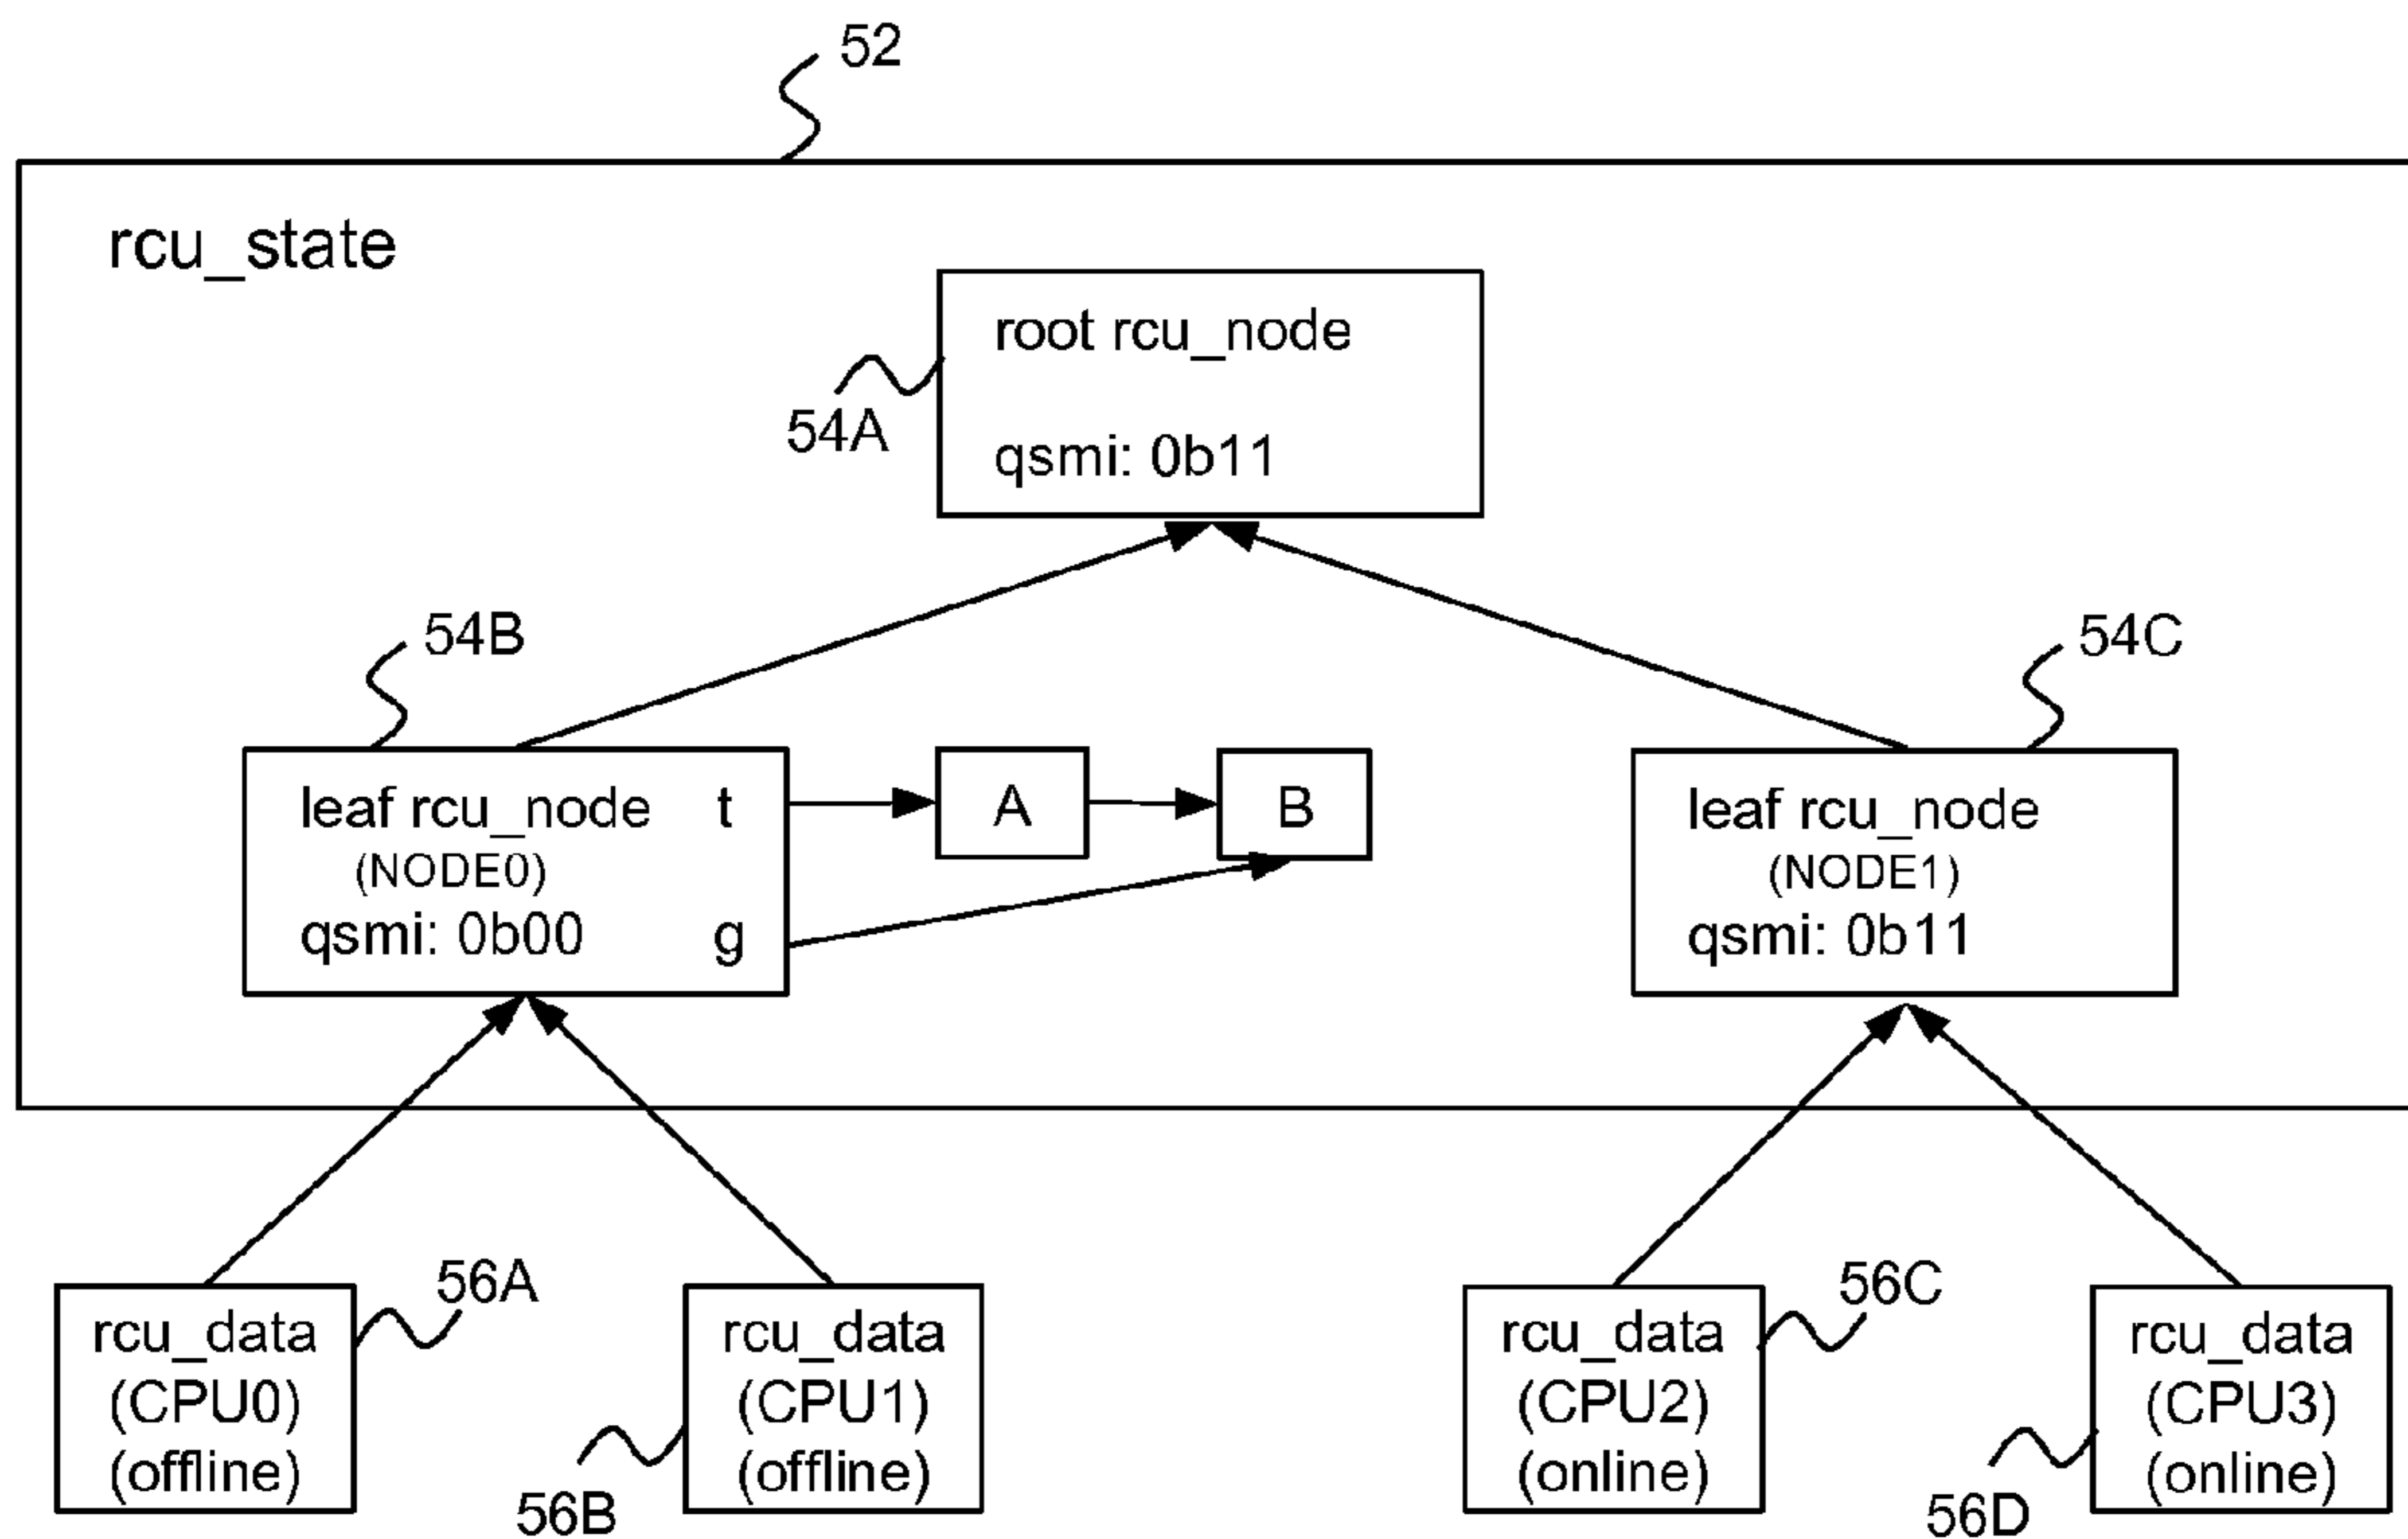 52
rcu_state
root rcu_node
54A
qsmi: 0b11
54B
54C
leaf rcu_node t
(NODE0)
qsmi: 0b00 g
A
B
leaf rcu_node
(NODE1)
qsmi: 0b11
rcu_data
(CPU0)
(offline)
56A
rcu_data
(CPU1)
(offline)
56B
rcu_data
(CPU2)
(online)
56C
rcu_data
(CPU3)
(online)
56D